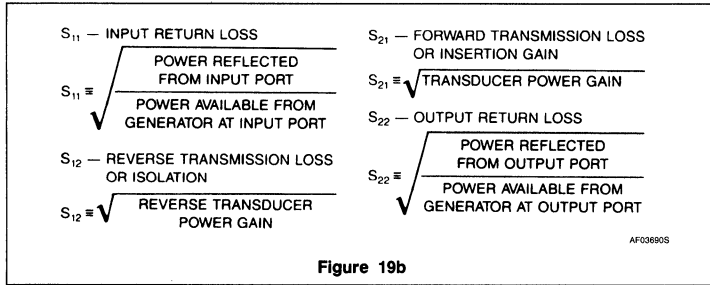 S11 — INPUT RETURN LOSS
S11 ≡ √ POWER REFLECTED
FROM INPUT PORT
POWER AVAILABLE FROM
GENERATOR AT INPUT PORT
S12 — REVERSE TRANSMISSION LOSS
OR ISOLATION
S12 ≡ √ REVERSE TRANSDUCER
POWER GAIN
S21 — FORWARD TRANSMISSION LOSS
OR INSERTION GAIN
S21 ≡ √ TRANSDUCER POWER GAIN
S22 — OUTPUT RETURN LOSS
S22 ≡ √ POWER REFLECTED
FROM OUTPUT PORT
POWER AVAILABLE FROM
GENERATOR AT OUTPUT PORT
AF03690S
Figure 19b